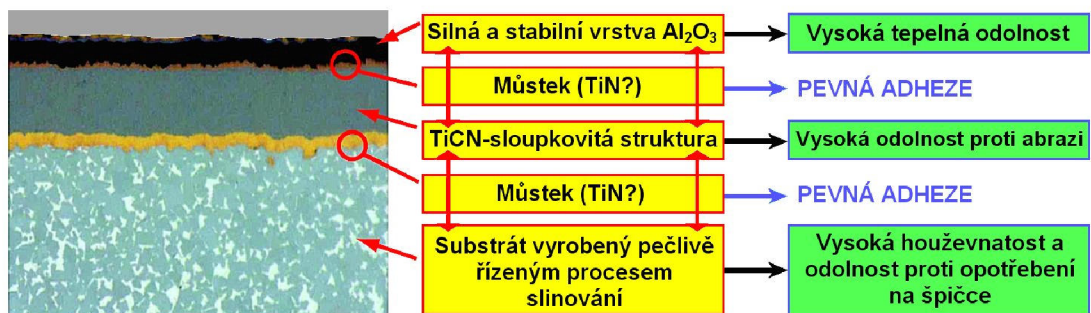 Silná a stabilní vrstva Al₂O₃
Vysoká tepelná odolnost
Můstek (TiN?)
PEVNÁ ADHEZE
TiCN-sloupkovitá struktura
Vysoká odolnost proti abrazi
Můstek (TiN?)
PEVNÁ ADHEZE
Substrát vyrobený pečlivě
řízeným procesem
slinování
Vysoká houževnatost a
odolnost proti opotřebení
na špičce